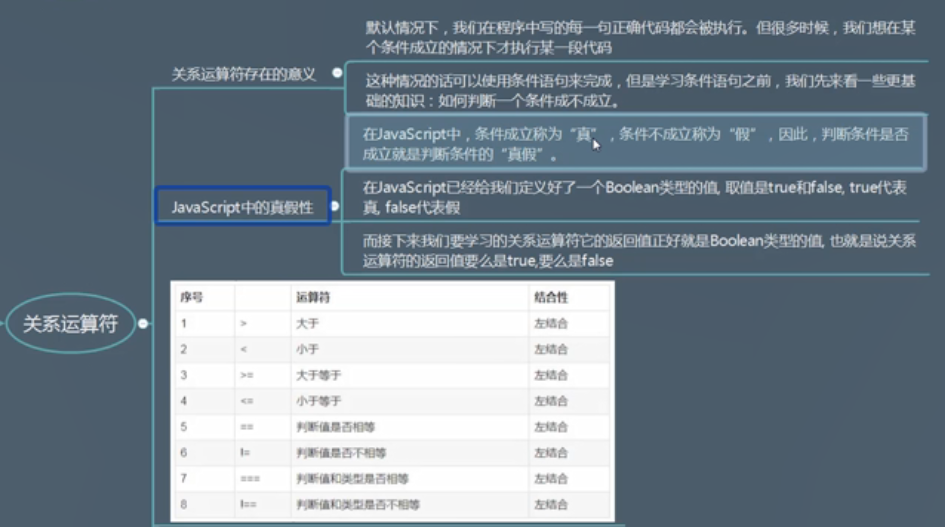 默认情况下，我们在程序中写的每一句正确代码都会被执行。但很多时候，我们想在某
个条件成立的情况下才执行某一段代码
关系运算符存在的意义
这种情况的话可以使用条件语句来完成，但是学习条件语句之前，我们先来看一些更基
础的知识：如何判断一个条件成不成立。
在JavaScript中，条件成立称为“真”，条件不成立称为“假”，因此，判断条件是否
成立就是判断条件的“真假”。
JavaScript中的真假性
在JavaScript已经给我们定义好了一个Boolean类型的值, 取值是true和false, true代表
真, false代表假
而接下来我们要学习的关系运算符它的返回值正好就是Boolean类型的值, 也就是说关系
运算符的返回值要么是true,要么是false
关系运算符
序号 运算符 结合性
1 > 大于 左结合
2 < 小于 左结合
3 >= 大于等于 左结合
4 <= 小于等于 左结合
5 == 判断值是否相等 左结合
6 != 判断值是否不相等 左结合
7 === 判断值和类型是否相等 左结合
8 !== 判断值和类型是否不相等 左结合